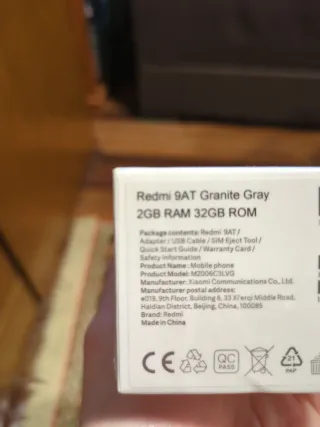 Redmi 9AT Granite Gray
2GB RAM 32GB ROM
Package contents: Redmi 9AT /
Adapter / USB Cable / SIM Eject Tool /
Quick Start Guide / Warranty Card /
Safety Information
Product Name: Mobile phone
Product Model: M2006C3LVG
Manufacturer: Xiaomi Communications Co., Ltd.
Manufacturer postal address:
#019, 9th Floor, Building 6, 33 Xi'erqi Middle Road,
Haidian District, Beijing, China, 100085
Brand: Redmi
Made in China
CE
QC
PASS
21
PAP